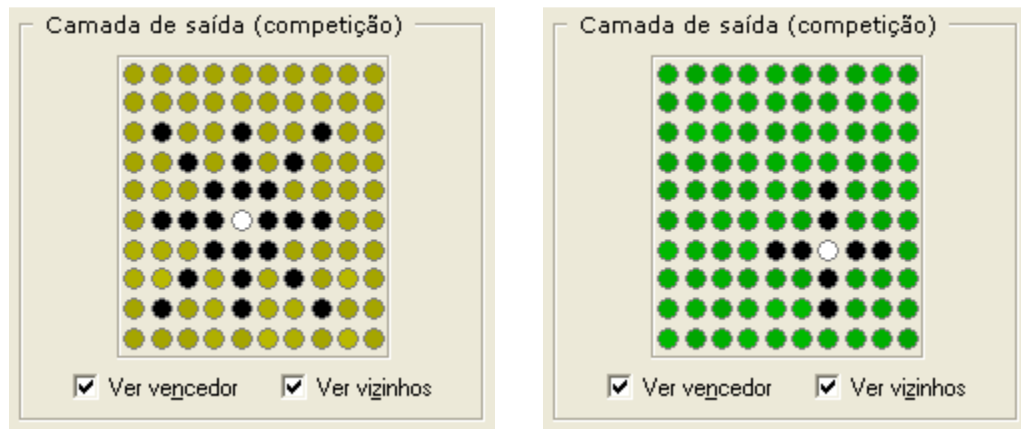 Camada de saída (competição)
Ver vencedor
Ver vizinhos
Camada de saída (competição)
Ver vencedor
Ver vizinhos